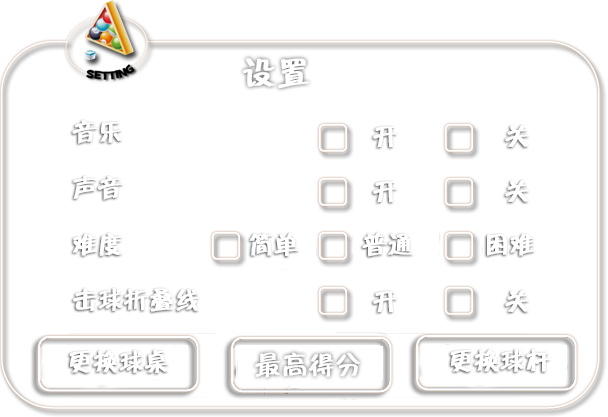 SETTING
设置
音乐 开 关
声音 开 关
难度 简单 普通 困难
击球折叠线 开 关
更换球桌 最高得分 更换球杆